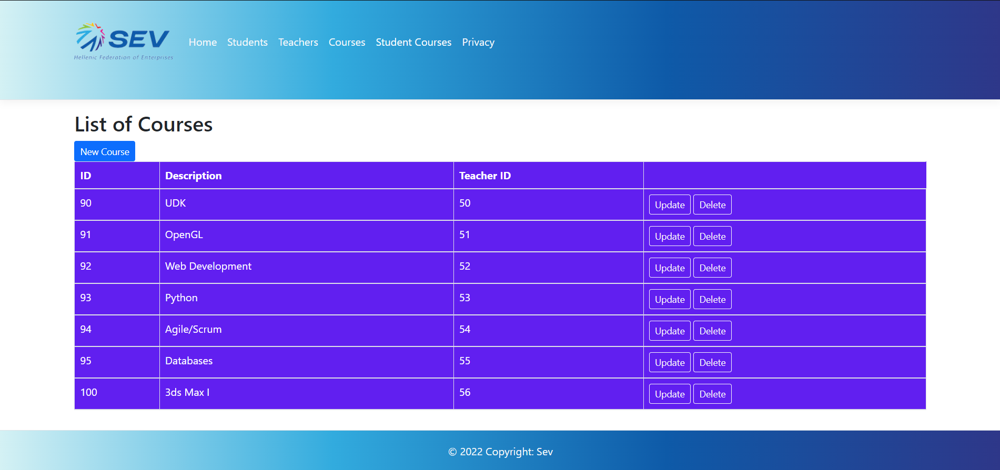 SEV
Hellenic Federation of Enterprises
Home Students Teachers Courses Student Courses Privacy
List of Courses
New Course
ID Description Teacher ID
90 UDK 50 Update Delete
91 OpenGL 51 Update Delete
92 Web Development 52 Update Delete
93 Python 53 Update Delete
94 Agile/Scrum 54 Update Delete
95 Databases 55 Update Delete
100 3ds Max I 56 Update Delete
© 2022 Copyright: Sev